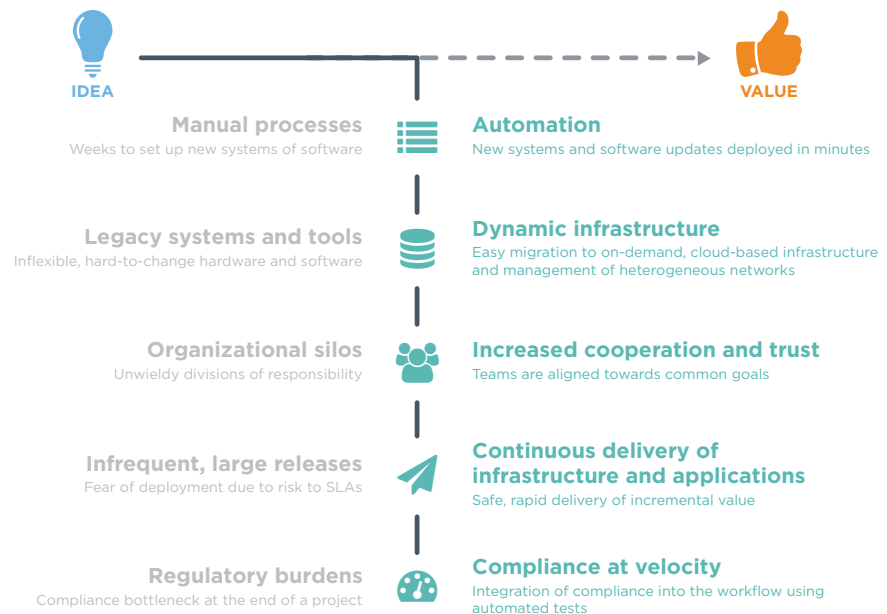 IDEA
VALUE
Manual processes
Weeks to set up new systems of software
Automation
New systems and software updates deployed in minutes
Legacy systems and tools
Inflexible, hard-to-change hardware and software
Dynamic infrastructure
Easy migration to on-demand, cloud-based infrastructure
and management of heterogeneous networks
Organizational silos
Unwieldy divisions of responsibility
Increased cooperation and trust
Teams are aligned towards common goals
Infrequent, large releases
Fear of deployment due to risk to SLAs
Continuous delivery of
infrastructure and applications
Safe, rapid delivery of incremental value
Regulatory burdens
Compliance bottleneck at the end of a project
Compliance at velocity
Integration of compliance into the workflow using
automated tests